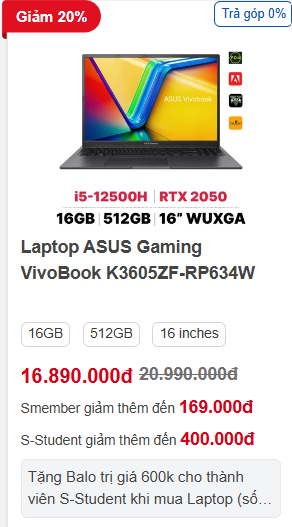 Giảm 20%
Trả góp 0%
ASUS Vivobook
i5-12500H | RTX 2050
16GB | 512GB | 16” WUXGA
Laptop ASUS Gaming
VivoBook K3605ZF-RP634W
16GB 512GB 16 inches
16.890.000đ 20.990.000đ
Smember giảm thêm đến 169.000đ
S-Student giảm thêm đến 400.000đ
Tặng Balo trị giá 600k cho thành
viên S-Student khi mua Laptop (số…